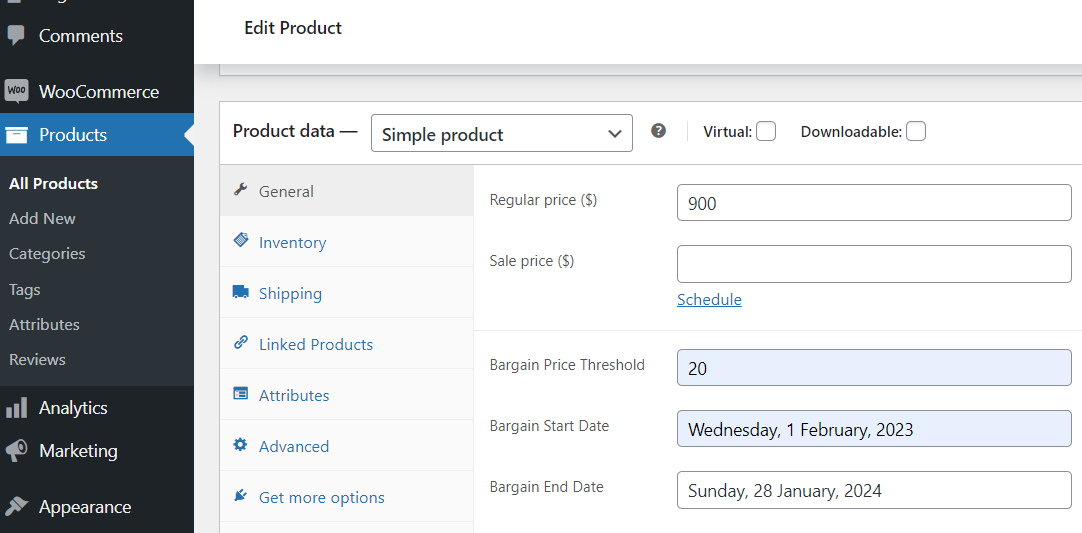 Edit Product
Comments
WooCommerce
Products
All Products
Add New
Categories
Tags
Attributes
Reviews
Analytics
Marketing
Appearance
Product data — Simple product ? Virtual: Downloadable:
General
Inventory
Shipping
Linked Products
Attributes
Advanced
Get more options
Regular price ($) 900
Sale price ($)
Schedule
Bargain Price Threshold 20
Bargain Start Date Wednesday, 1 February, 2023
Bargain End Date Sunday, 28 January, 2024